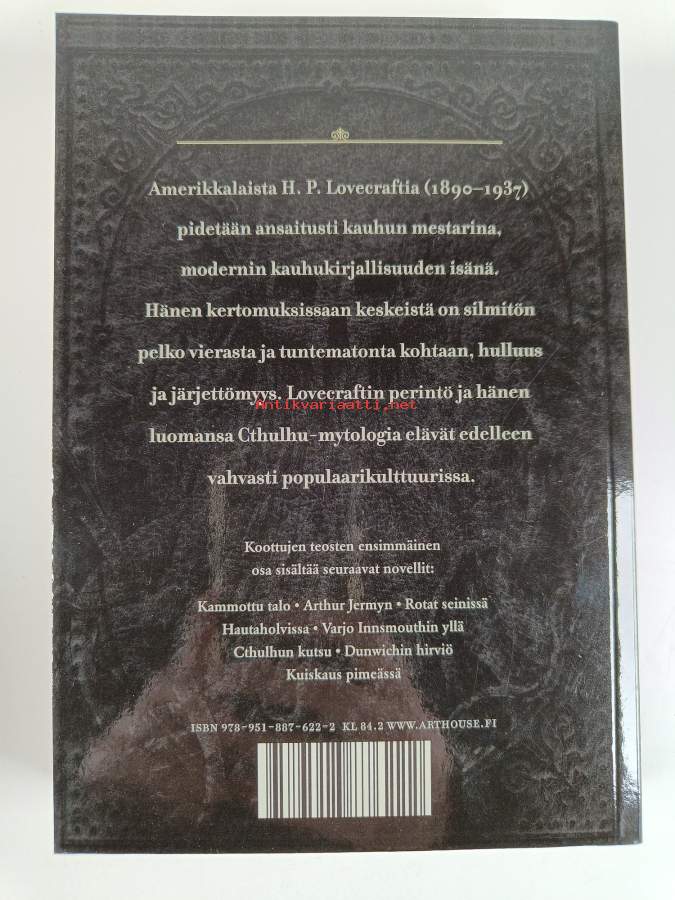 Amerikkalaista H. P. Lovecraftia (1890–1937)
pidetään ansaitusti kauhun mestarina,
modernin kauhukirjallisuuden isänä.
Hänen kertomuksissaan keskeistä on silmitön
pelko vierasta ja tuntematonta kohtaan, hulluus
ja järjettömyys. Lovecraftin perintö ja hänen
Antikvariaatti.net
luomansa Cthulhu-mytologia elävät edelleen
vahvasti populaarikulttuurissa.
Koottujen teosten ensimmäinen
osa sisältää seuraavat novellit:
Kammottu talo • Arthur Jermyn • Rotat seinissä
Hautaholvissa • Varjo Innsmouthin yllä
Cthulhun kutsu • Dunwichin hirviö
Kuiskaus pimeässä
ISBN 978-951-887-622-2 KL 84.2 WWW.ARTHOUSE.FI